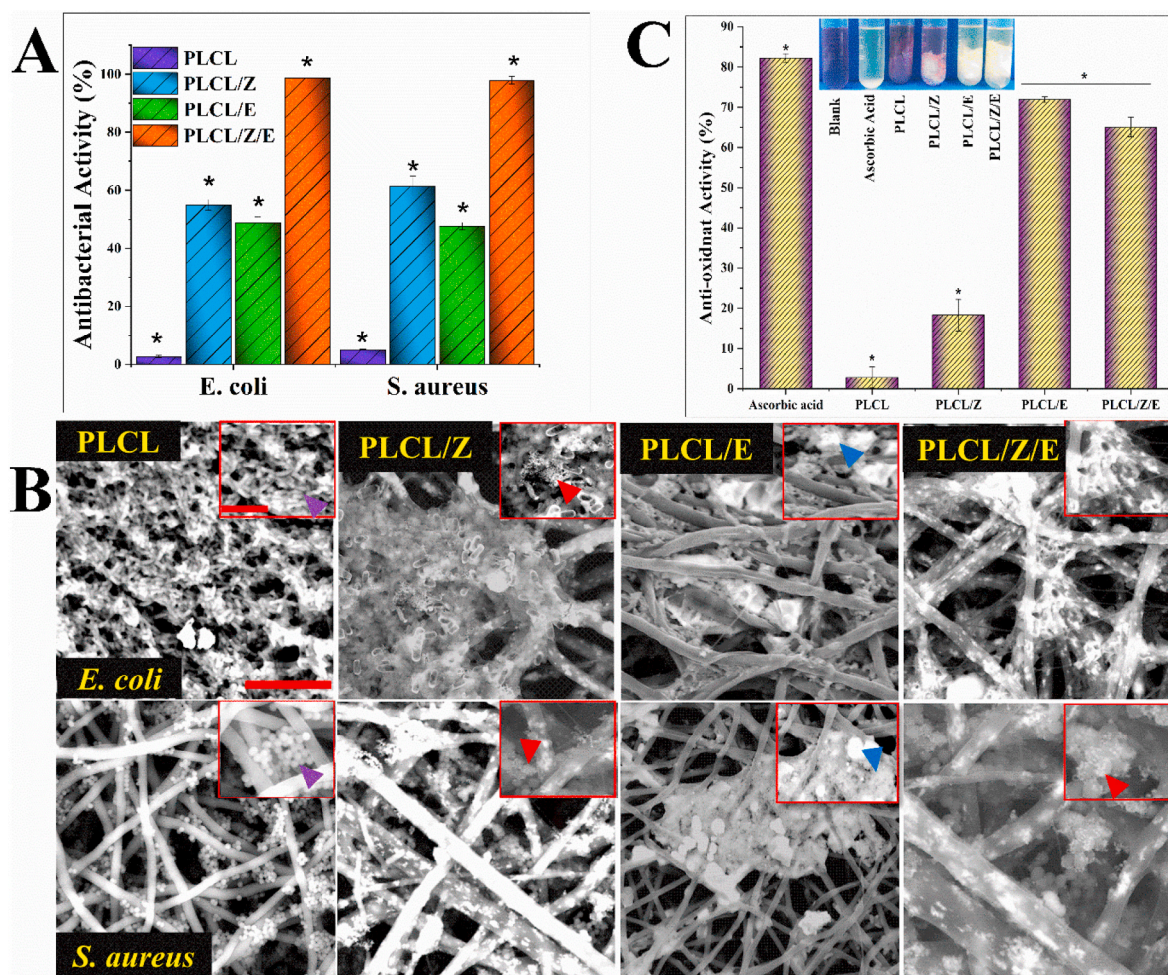 A
Antibacterial Activity (%)
100
80
60
40
20
0
PLCL
PLCL/Z
PLCL/E
PLCL/Z/E
* * * * * * * *
E. coli S. aureus
C
Anti-oxidnat Activity (%)
90
80
70
60
50
40
30
20
10
0
Blank
Ascorbic Acid
PLCL
PLCL/Z
PLCL/E
PLCL/Z/E
* * * *
Ascorbic acid PLCL PLCL/Z PLCL/E PLCL/Z/E
B
PLCL PLCL/Z PLCL/E PLCL/Z/E
E. coli
S. aureus